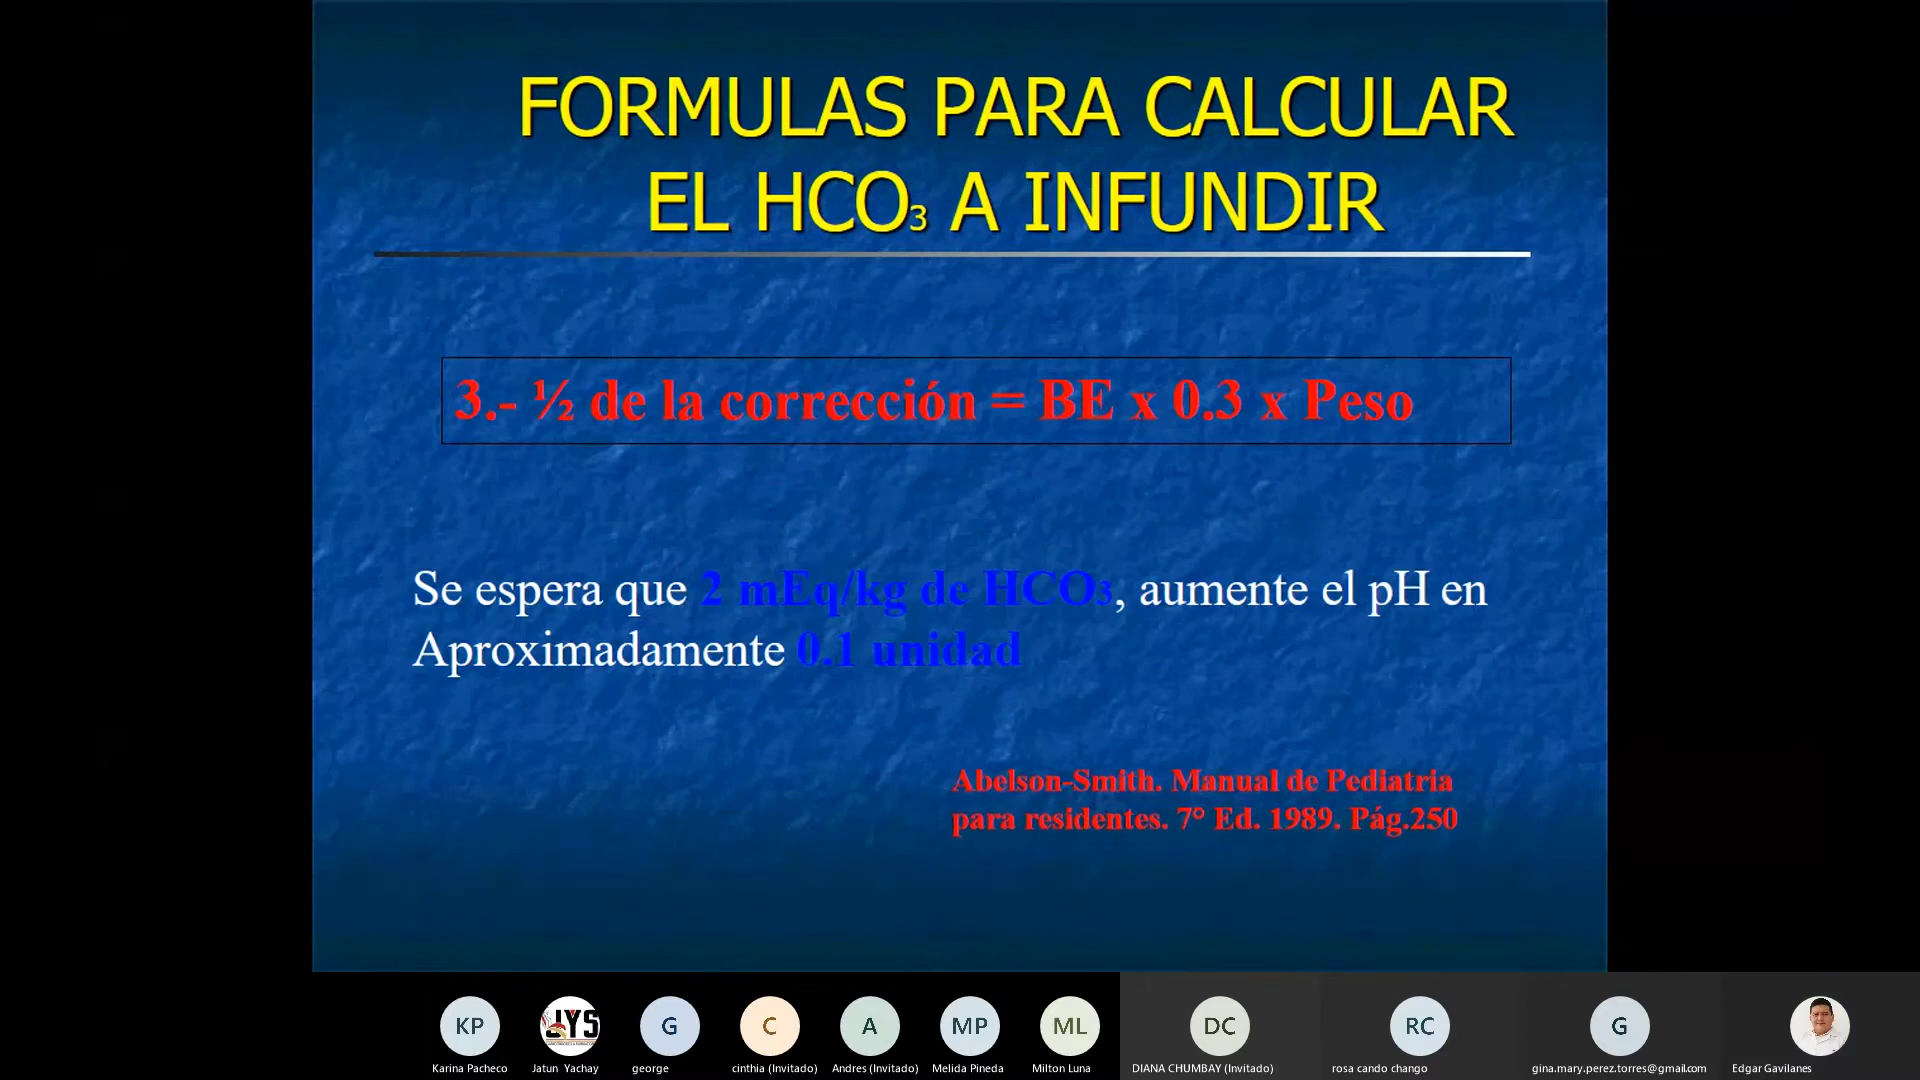 FORMULAS PARA CALCULAR
EL HCO₃ A INFUNDIR
3.- ½ de la corrección = BE x 0.3 x Peso
Se espera que 2 mEq/kg de HCO₃, aumente el pH en
Aproximadamente 0.1 unidad
Abelson-Smith. Manual de Pediatria
para residentes. 7° Ed. 1989. Pág.250
KP
JYS
G
C
A
MP
ML
DC
RC
G
Karina Pacheco
Jatun Yachay
george
cinthia (Invitado)
Andres (Invitado)
Melida Pineda
Milton Luna
DIANA CHUMBAY (Invitado)
rosa cando chango
gina.mary.perez.torres@gmail.com
Edgar Gavilanes